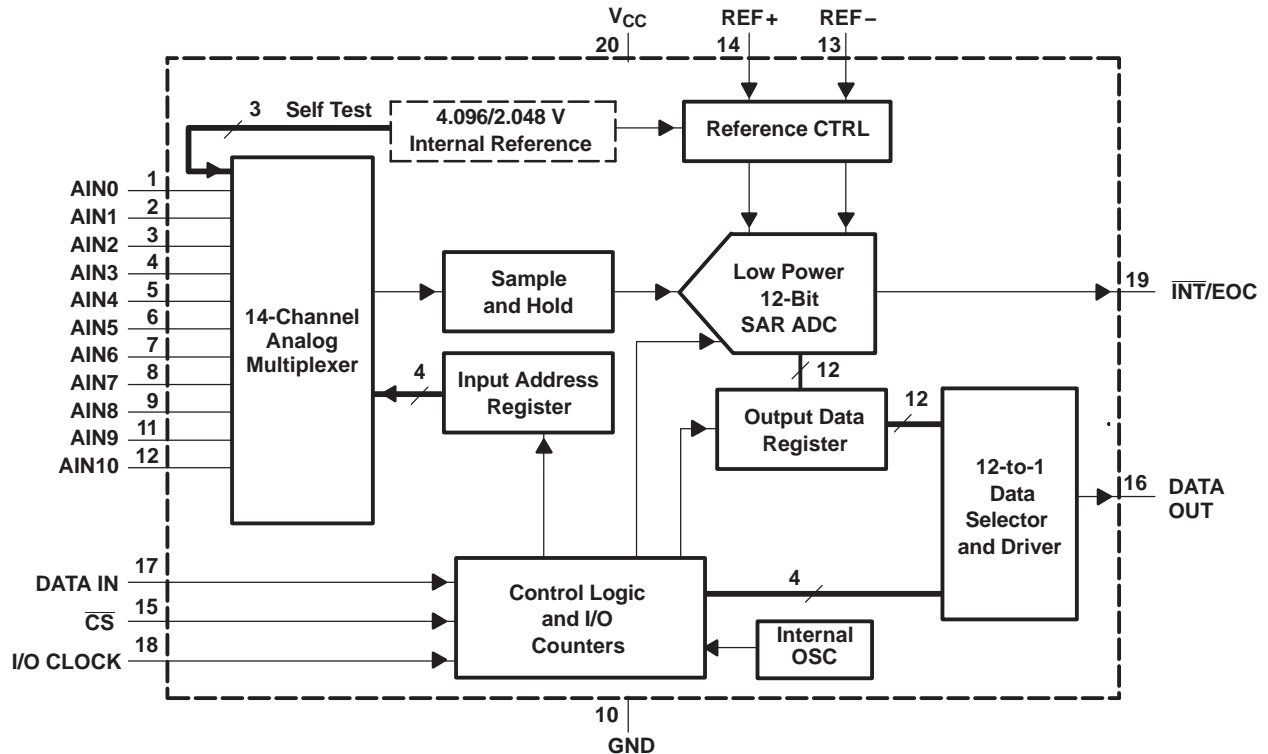 VCC
20
REF+
14
REF−
13
3
Self Test
4.096/2.048 V
Internal Reference
Reference CTRL
AIN0
1
AIN1
2
AIN2
3
AIN3
4
AIN4
5
AIN5
6
AIN6
7
AIN7
8
AIN8
9
AIN9
11
AIN10
12
14-Channel
Analog
Multiplexer
Sample
and Hold
Low Power
12-Bit
SAR ADC
19
INT/EOC
4
Input Address
Register
12
Output Data
Register
12
12-to-1
Data
Selector
and Driver
16
DATA
OUT
DATA IN
17
CS
15
I/O CLOCK
18
Control Logic
and I/O
Counters
4
Internal
OSC
10
GND